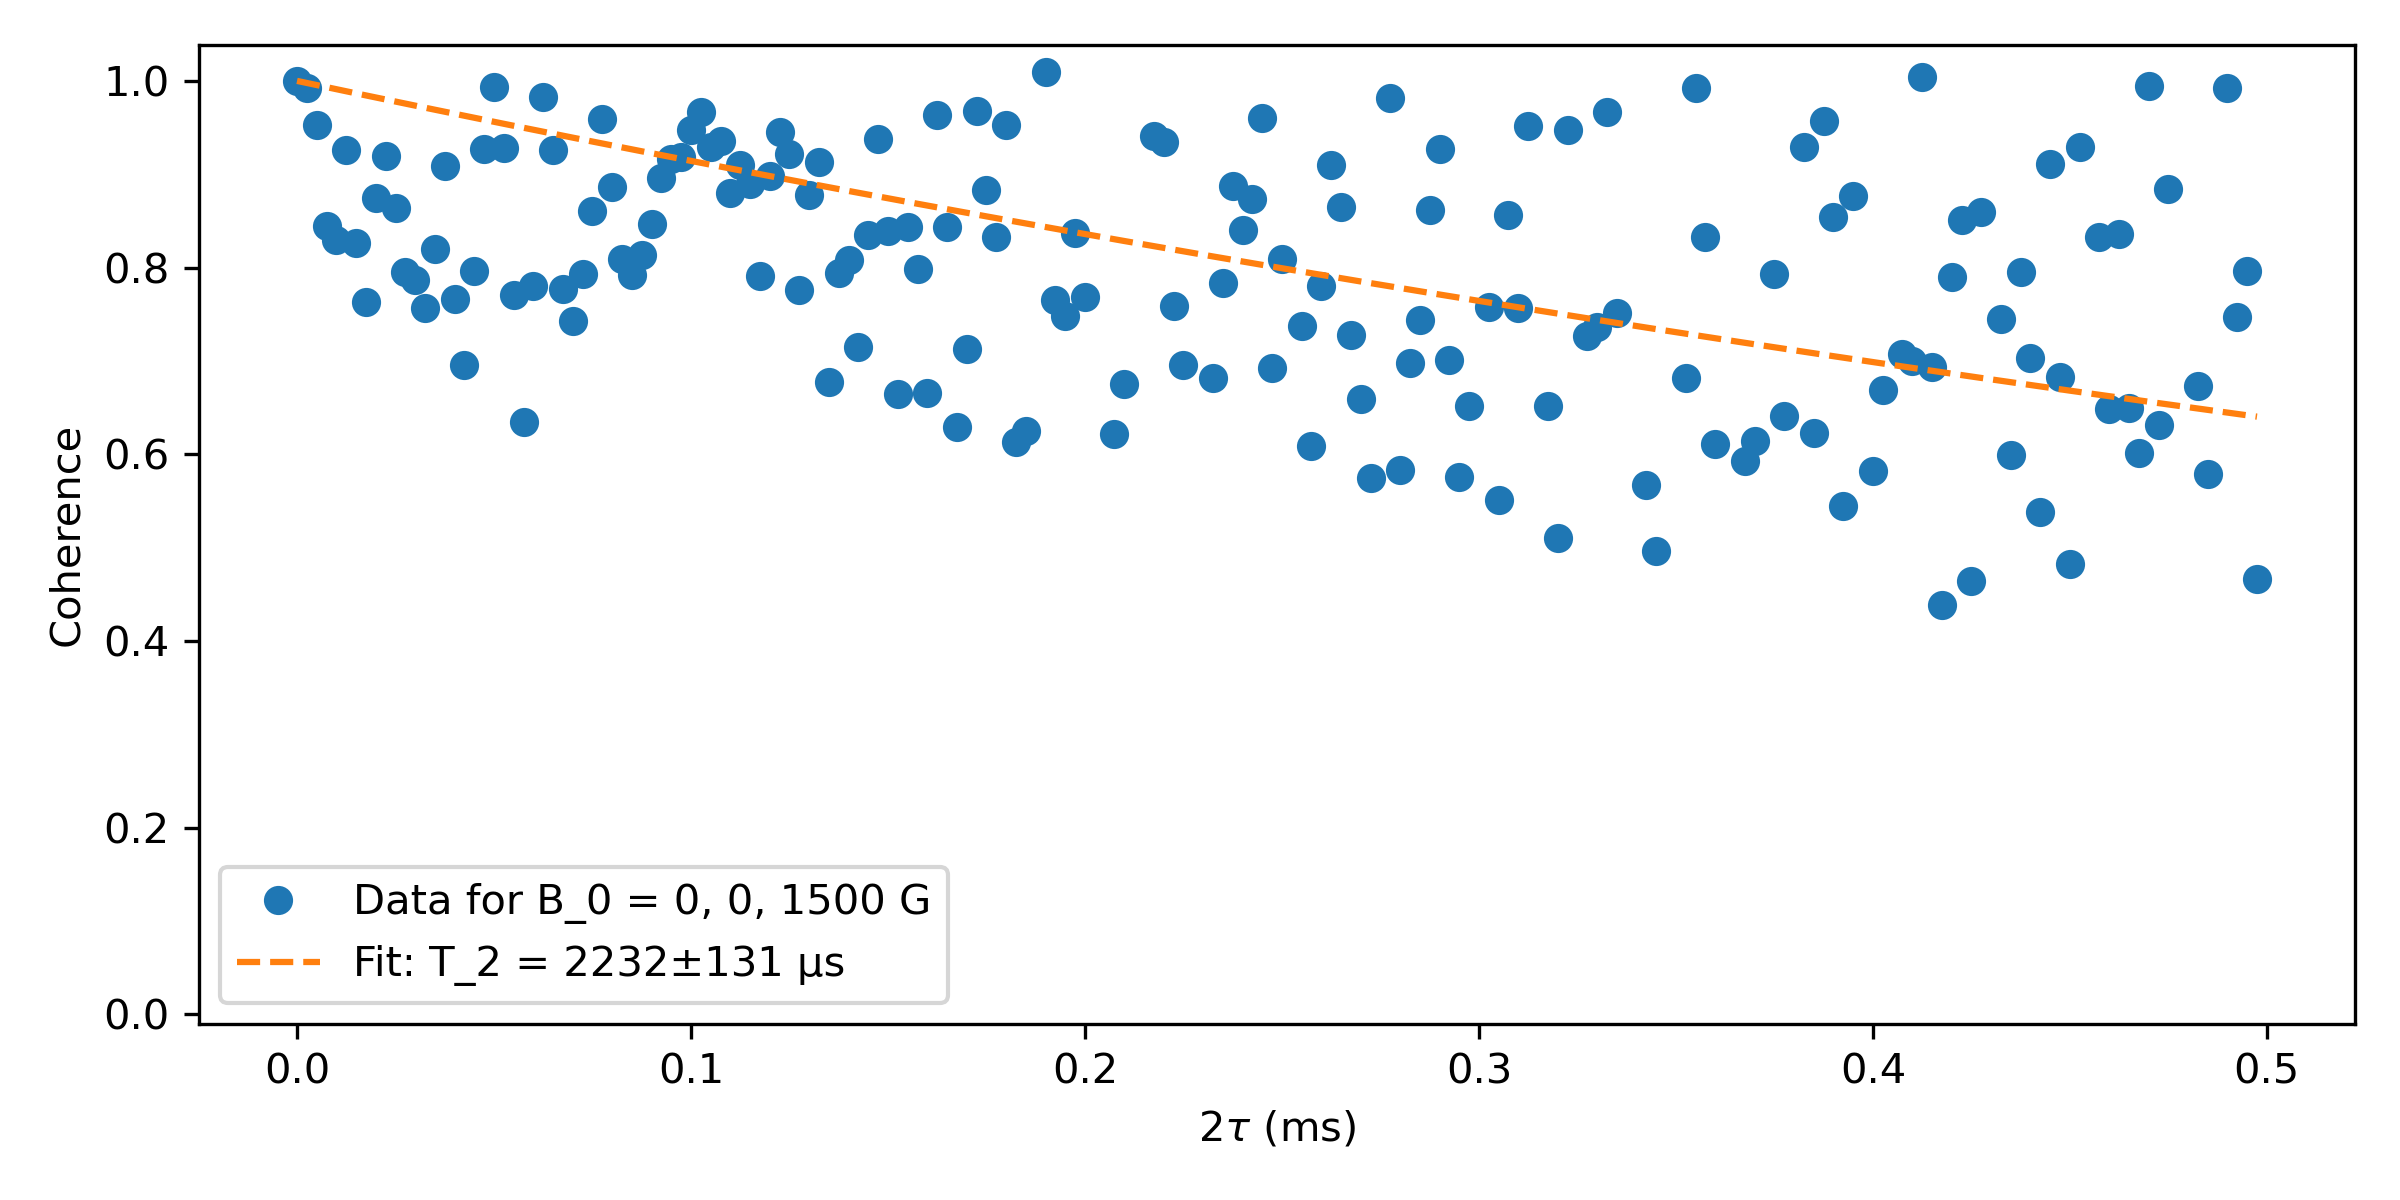 1.0
0.8
0.6
0.4
0.2
0.0
Coherence
Data for B_0 = 0, 0, 1500 G
Fit: T_2 = 2232±131 μs
0.0 0.1 0.2 0.3 0.4 0.5
2τ (ms)